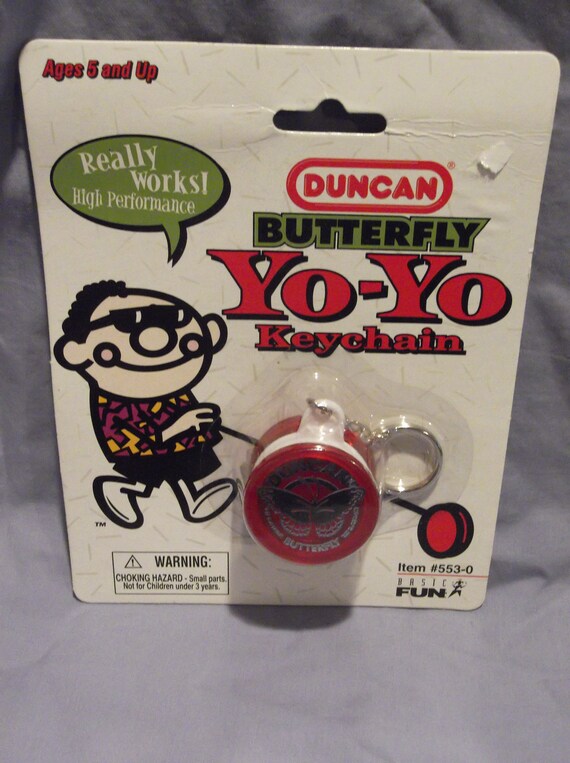 Ages 5 and Up
Really
Works!
High Performance
DUNCAN®
BUTTERFLY
Yo-Yo
Keychain
BUTTERFLY
TM
⚠ WARNING:
CHOKING HAZARD - Small parts.
Not for Children under 3 years.
Item #553-0
BASIC
FUN